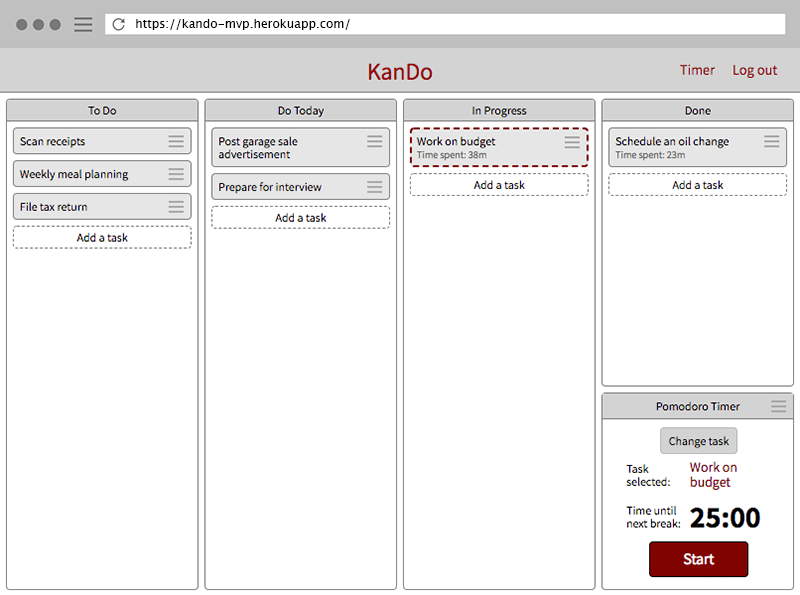 https://kando-mvp.herokuapp.com/
KanDo
Timer
Log out
To Do
Scan receipts
Weekly meal planning
File tax return
Add a task
Do Today
Post garage sale
advertisement
Prepare for interview
Add a task
In Progress
Work on budget
Time spent: 38m
Add a task
Done
Schedule an oil change
Time spent: 23m
Add a task
Pomodoro Timer
Change task
Task
selected:
Work on
budget
Time until
next break:
25:00
Start